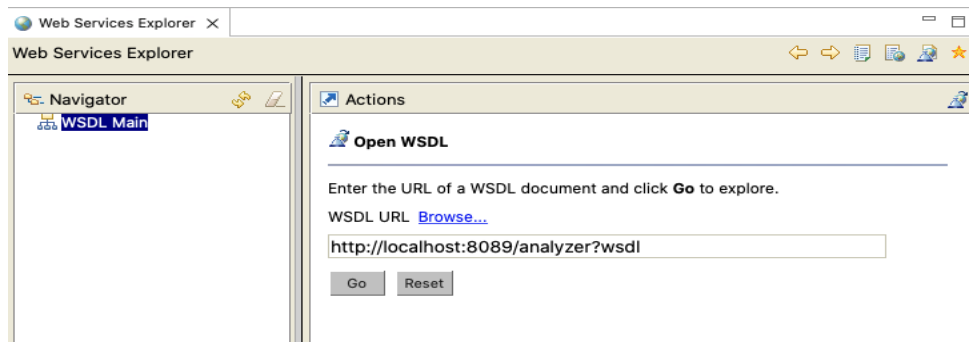 Web Services Explorer
Web Services Explorer
Navigator
WSDL Main
Actions
Open WSDL
Enter the URL of a WSDL document and click Go to explore.
WSDL URL Browse...
http://localhost:8089/analyzer?wsdl
Go Reset